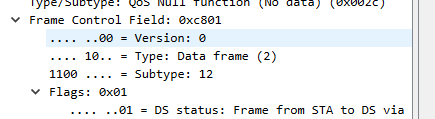 Type/Subtype: QoS Null function (No data) (0x002c)
Frame Control Field: 0xc801
.... ..00 = Version: 0
.... 10.. = Type: Data frame (2)
1100 .... = Subtype: 12
Flags: 0x01
.... ..01 = DS status: Frame from STA to DS via